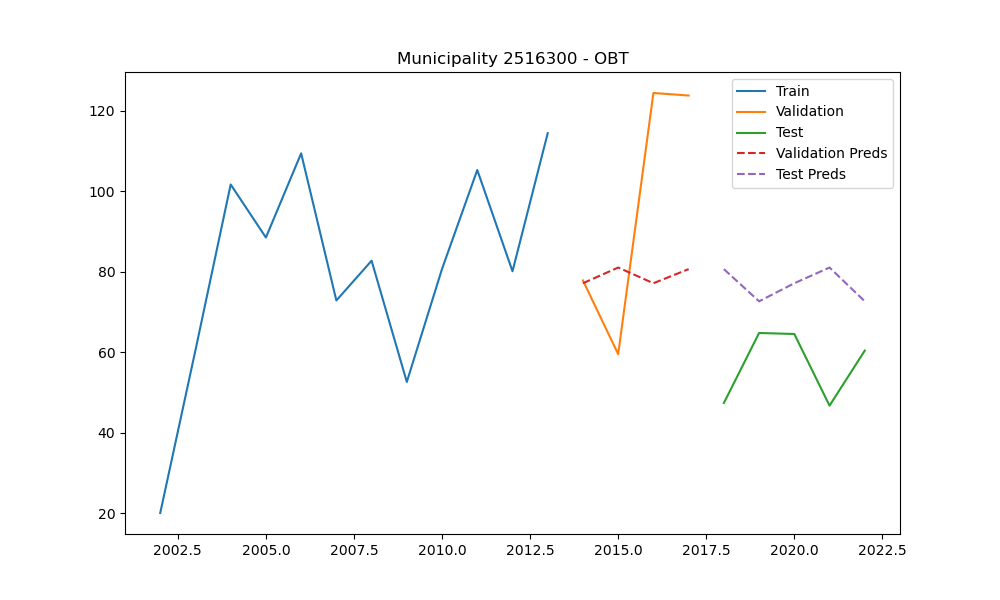 Municipality 2516300 - OBT
Train
Validation
Test
Validation Preds
Test Preds
120
100
80
60
40
20
2002.5 2005.0 2007.5 2010.0 2012.5 2015.0 2017.5 2020.0 2022.5